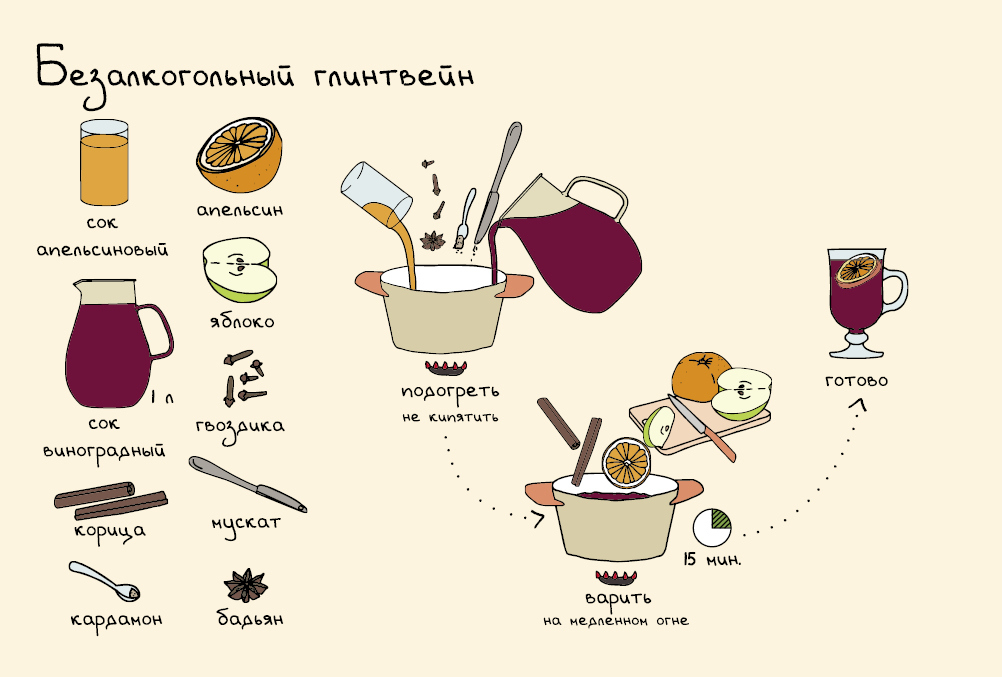 Безалкогольный глинтвейн
сок
апельсиновый
апельсин
яблоко
1 л
сок
виноградный
гвоздика
корица
мускат
кардамон
бадьян
подогреть
не кипятить
15 мин.
варить
на медленном огне
готово